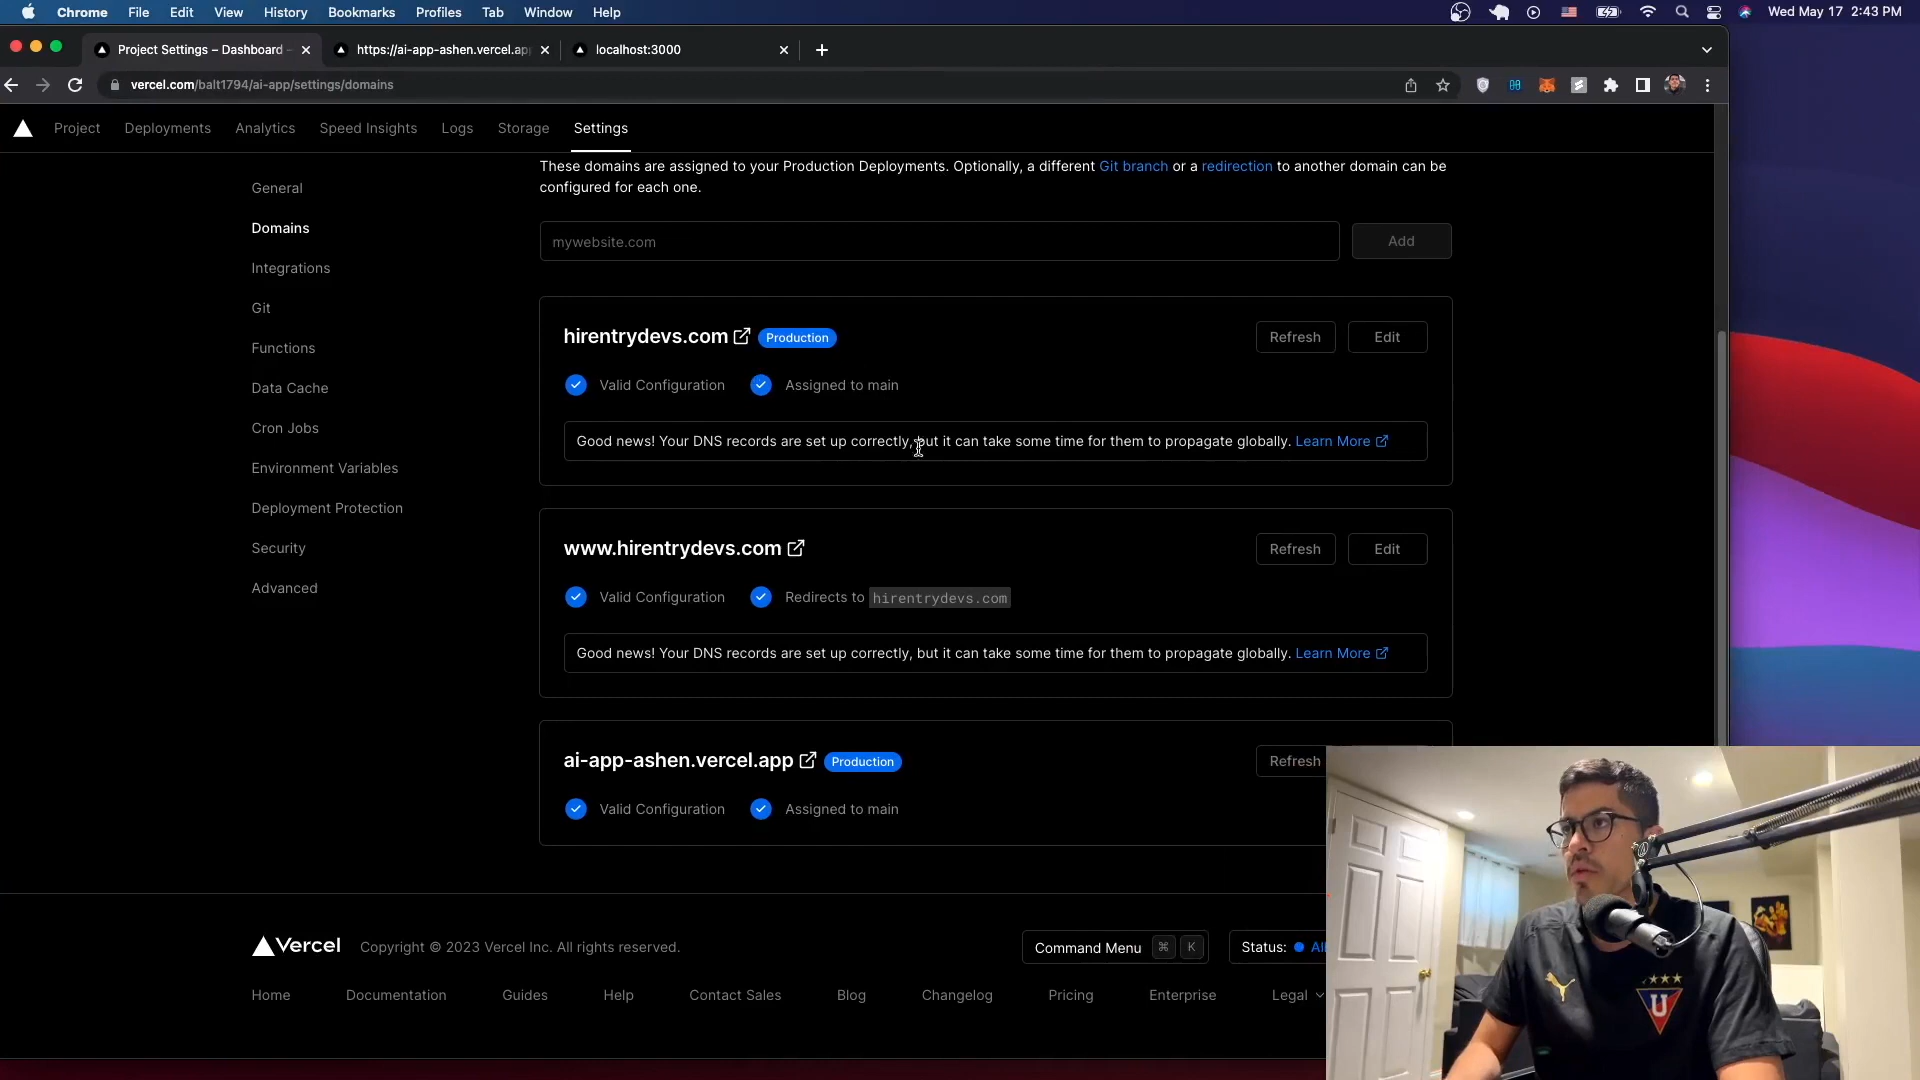 Chrome File Edit View History Bookmarks Profiles Tab Window Help Wed May 17 2:43 PM
Project Settings – Dashboard – https://ai-app-ashen.vercel.ap localhost:3000
vercel.com/balt1794/ai-app/settings/domains
Project Deployments Analytics Speed Insights Logs Storage Settings
General
Domains
Integrations
Git
Functions
Data Cache
Cron Jobs
Environment Variables
Deployment Protection
Security
Advanced
These domains are assigned to your Production Deployments. Optionally, a different Git branch or a redirection to another domain can be
configured for each one.
mywebsite.com Add
hirentrydevs.com Production Refresh Edit
Valid Configuration Assigned to main
Good news! Your DNS records are set up correctly, but it can take some time for them to propagate globally. Learn More
www.hirentrydevs.com Refresh Edit
Valid Configuration Redirects to hirentrydevs.com
Good news! Your DNS records are set up correctly, but it can take some time for them to propagate globally. Learn More
ai-app-ashen.vercel.app Production Refresh
Valid Configuration Assigned to main
Vercel Copyright © 2023 Vercel Inc. All rights reserved. Command Menu ⌘ K Status:
Home Documentation Guides Help Contact Sales Blog Changelog Pricing Enterprise Legal
U